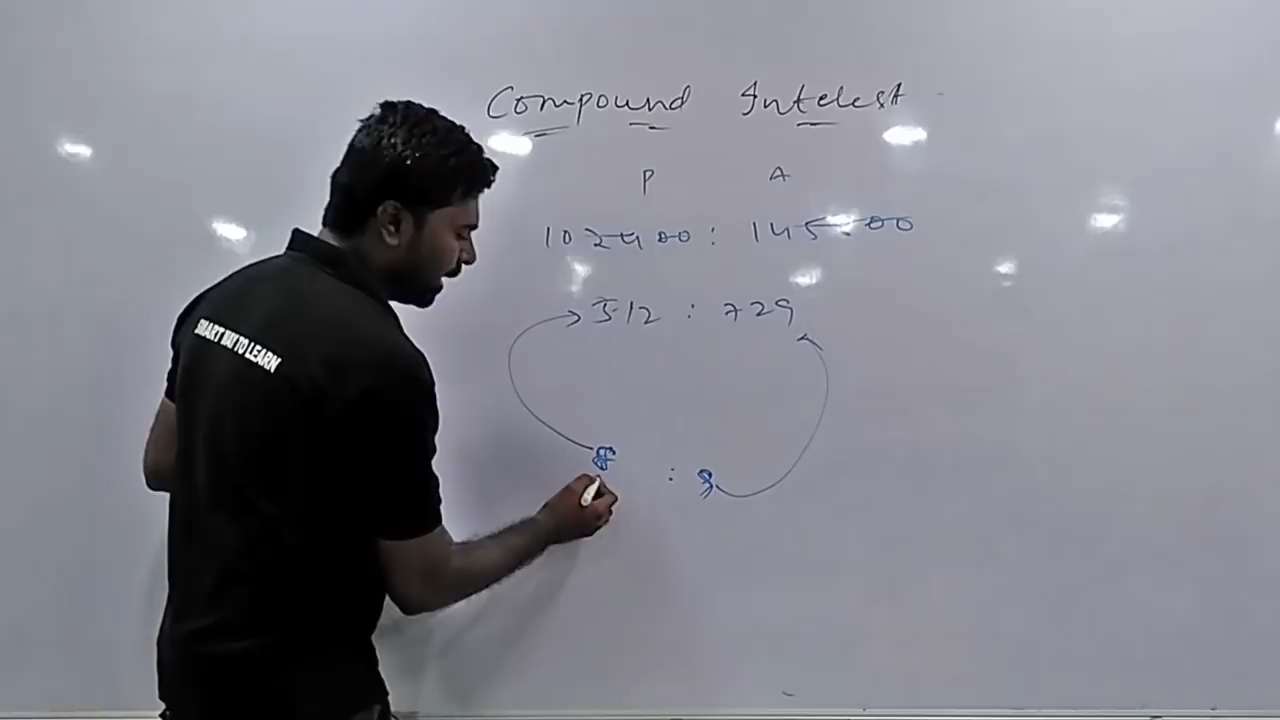 Compound Interest
P A
102400 : 145800
512 : 729
8 : 9
SMART WAY TO LEARN